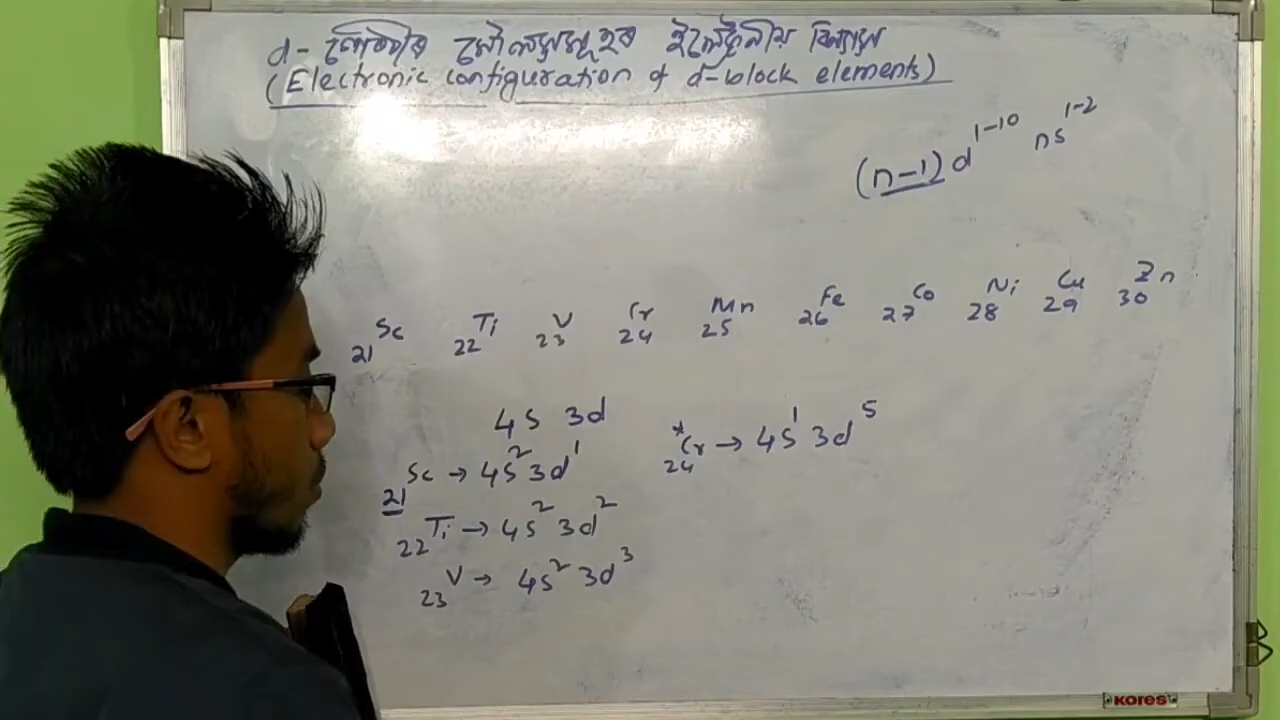 d- শ্ৰেণীৰ মৌলসমূহৰ ইলেক্ট্ৰনীয় বিন্যাস
(Electronic configuration of d-block elements)
(n-1)d¹⁻¹⁰ ns¹⁻²
₂₁Sc ₂₂Ti ₂₃V ₂₄Cr ₂₅Mn ₂₆Fe ₂₇Co ₂₈Ni ₂₉Cu ₃₀Zn
4s 3d
₂₁Sc → 4s² 3d¹
₂₂Ti → 4s² 3d²
₂₃V → 4s² 3d³
*₂₄Cr → 4s¹ 3d⁵
KORES